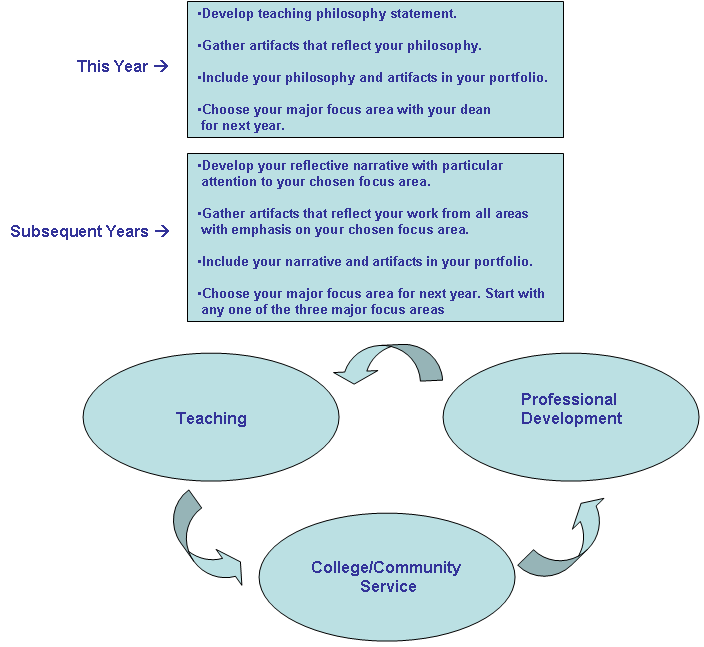 This Year →
•Develop teaching philosophy statement.
•Gather artifacts that reflect your philosophy.
•Include your philosophy and artifacts in your portfolio.
•Choose your major focus area with your dean
for next year.
Subsequent Years →
•Develop your reflective narrative with particular
attention to your chosen focus area.
•Gather artifacts that reflect your work from all areas
with emphasis on your chosen focus area.
•Include your narrative and artifacts in your portfolio.
•Choose your major focus area for next year. Start with
any one of the three major focus areas
Teaching
Professional
Development
College/Community
Service